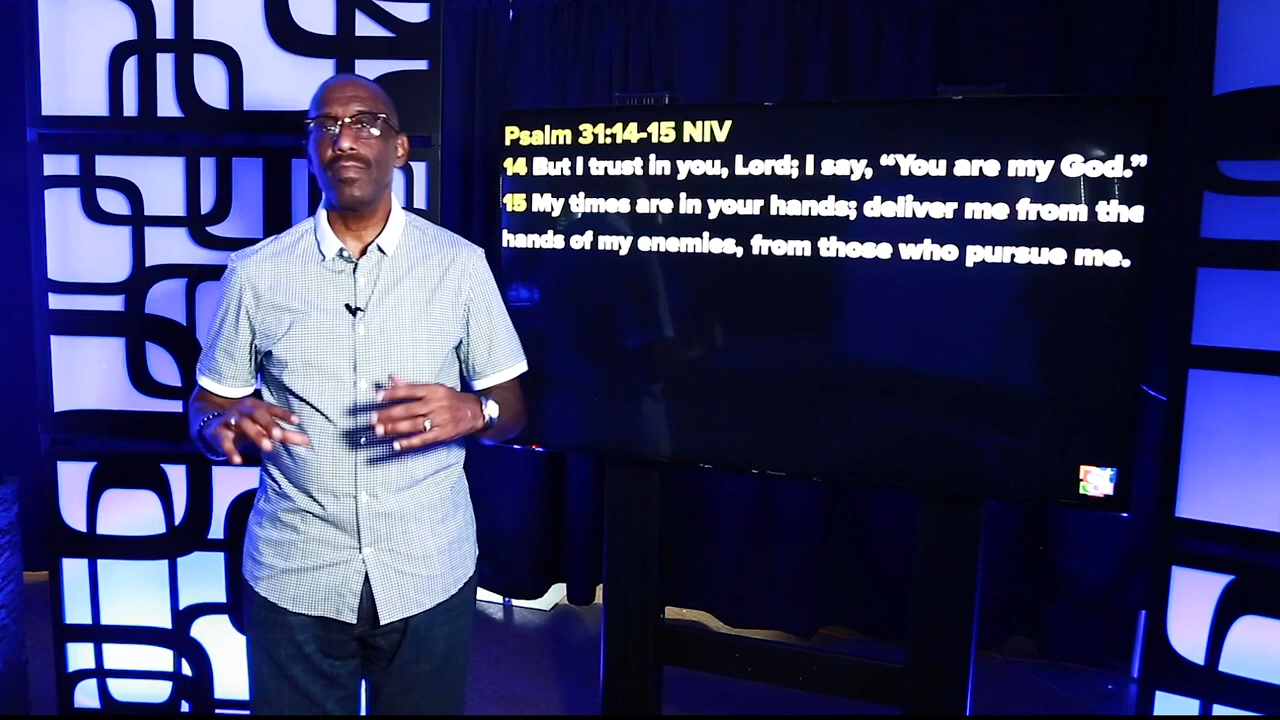 Psalm 31:14-15 NIV
14 But I trust in you, Lord; I say, “You are my God.”
15 My times are in your hands; deliver me from the
hands of my enemies, from those who pursue me.